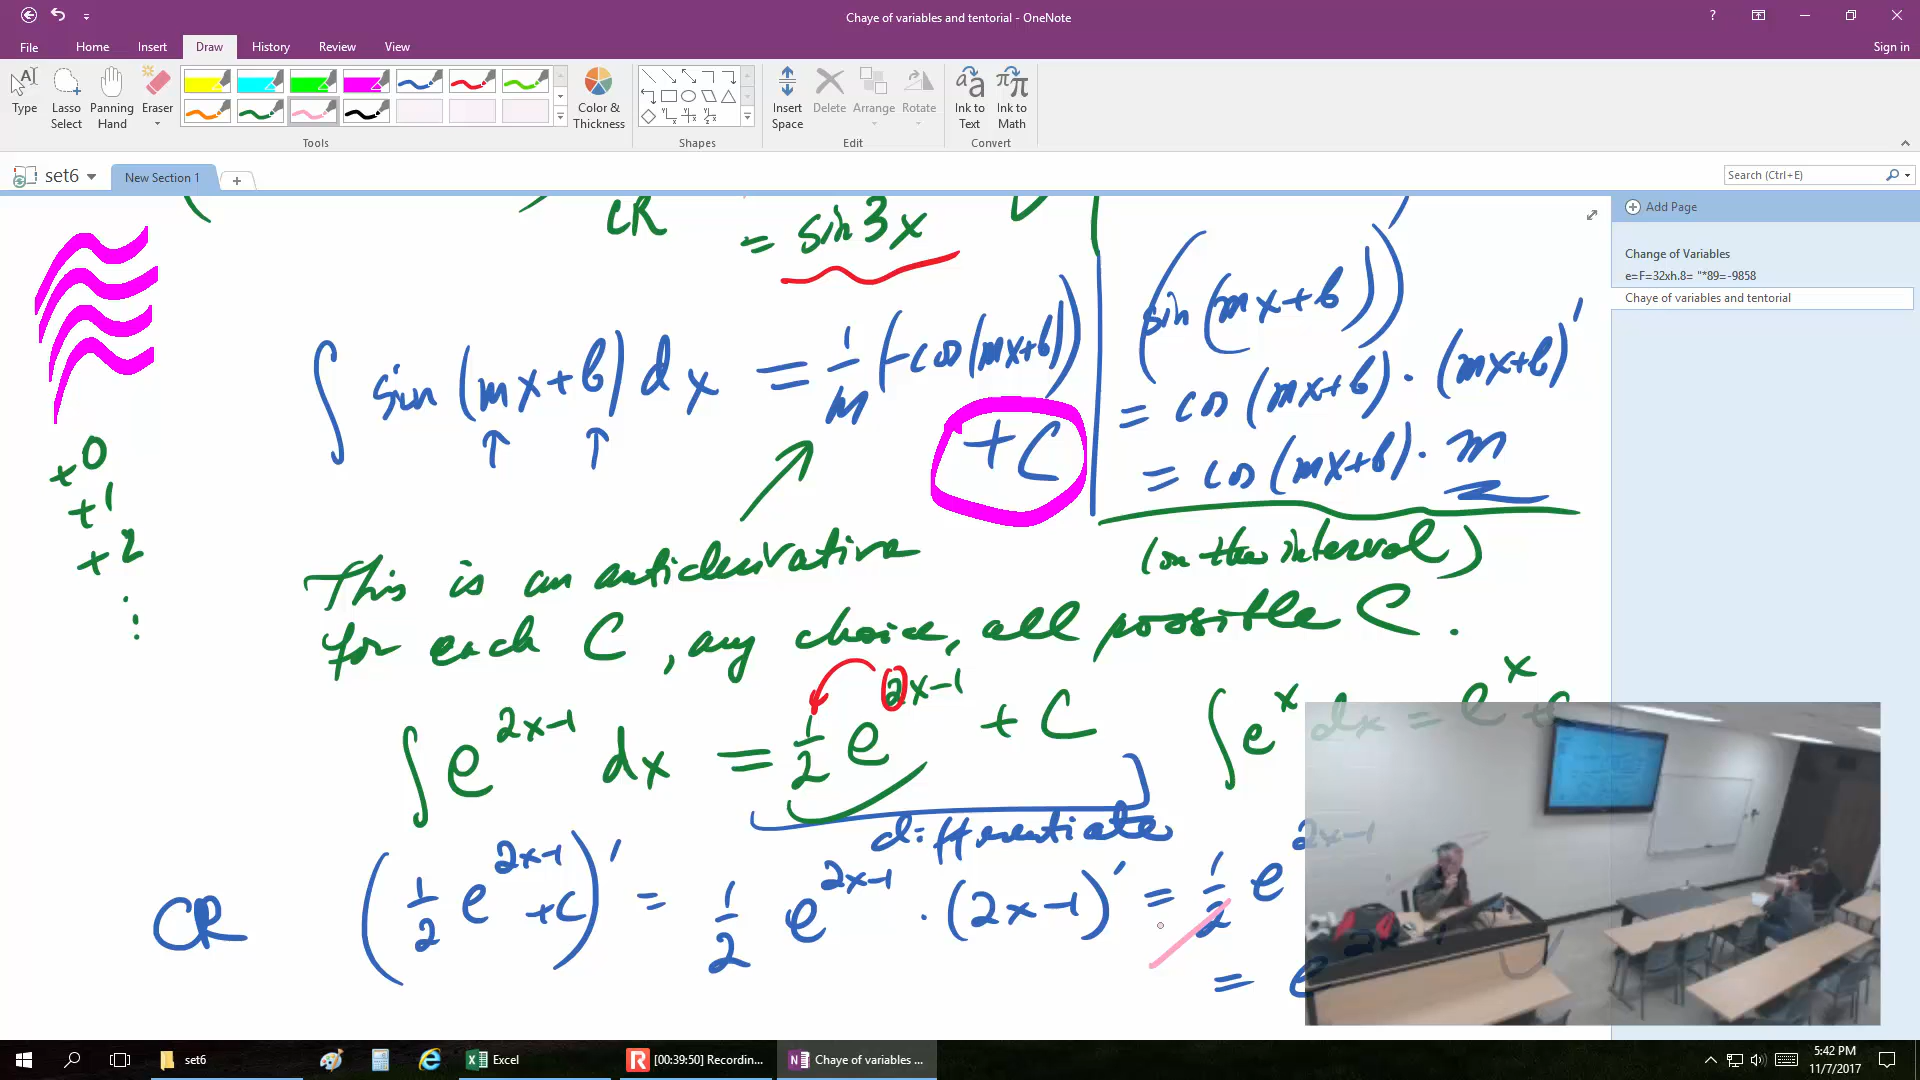 Chaye of variables and tentorial - OneNote
?
File Home Insert Draw History Review View
Sign in
Type
Lasso Select
Panning Hand
Eraser
Color & Thickness
Insert Space
Delete
Arrange
Rotate
Ink to Text
Ink to Math
Tools
Shapes
Edit
Convert
set6
New Section 1
Search (Ctrl+E)
Add Page
Change of Variables
e=F=32xh.8= "*89=-9858
Chaye of variables and tentorial
CR = sin 3x
∫ sin (mx+b) dx = 1/m (-cos(mx+b)) + C
(sin (mx+b))'
= cos (mx+b) · (mx+b)'
= cos (mx+b) · m
+0
+1
+2
⋮
This is an antiderivative
(on the interval)
for each C, any choice, all possible C.
∫ e^{2x-1} dx = 1/2 e^{2x-1} + C
∫ e^x dx = e^x + C
differentiate
CR (1/2 e^{2x-1} + C)' = 1/2 e^{2x-1} · (2x-1)' = 1/2 e^{2x-1}
= e
set6
Excel
[00:39:50] Recordin...
Chaye of variables ...
5:42 PM
11/7/2017